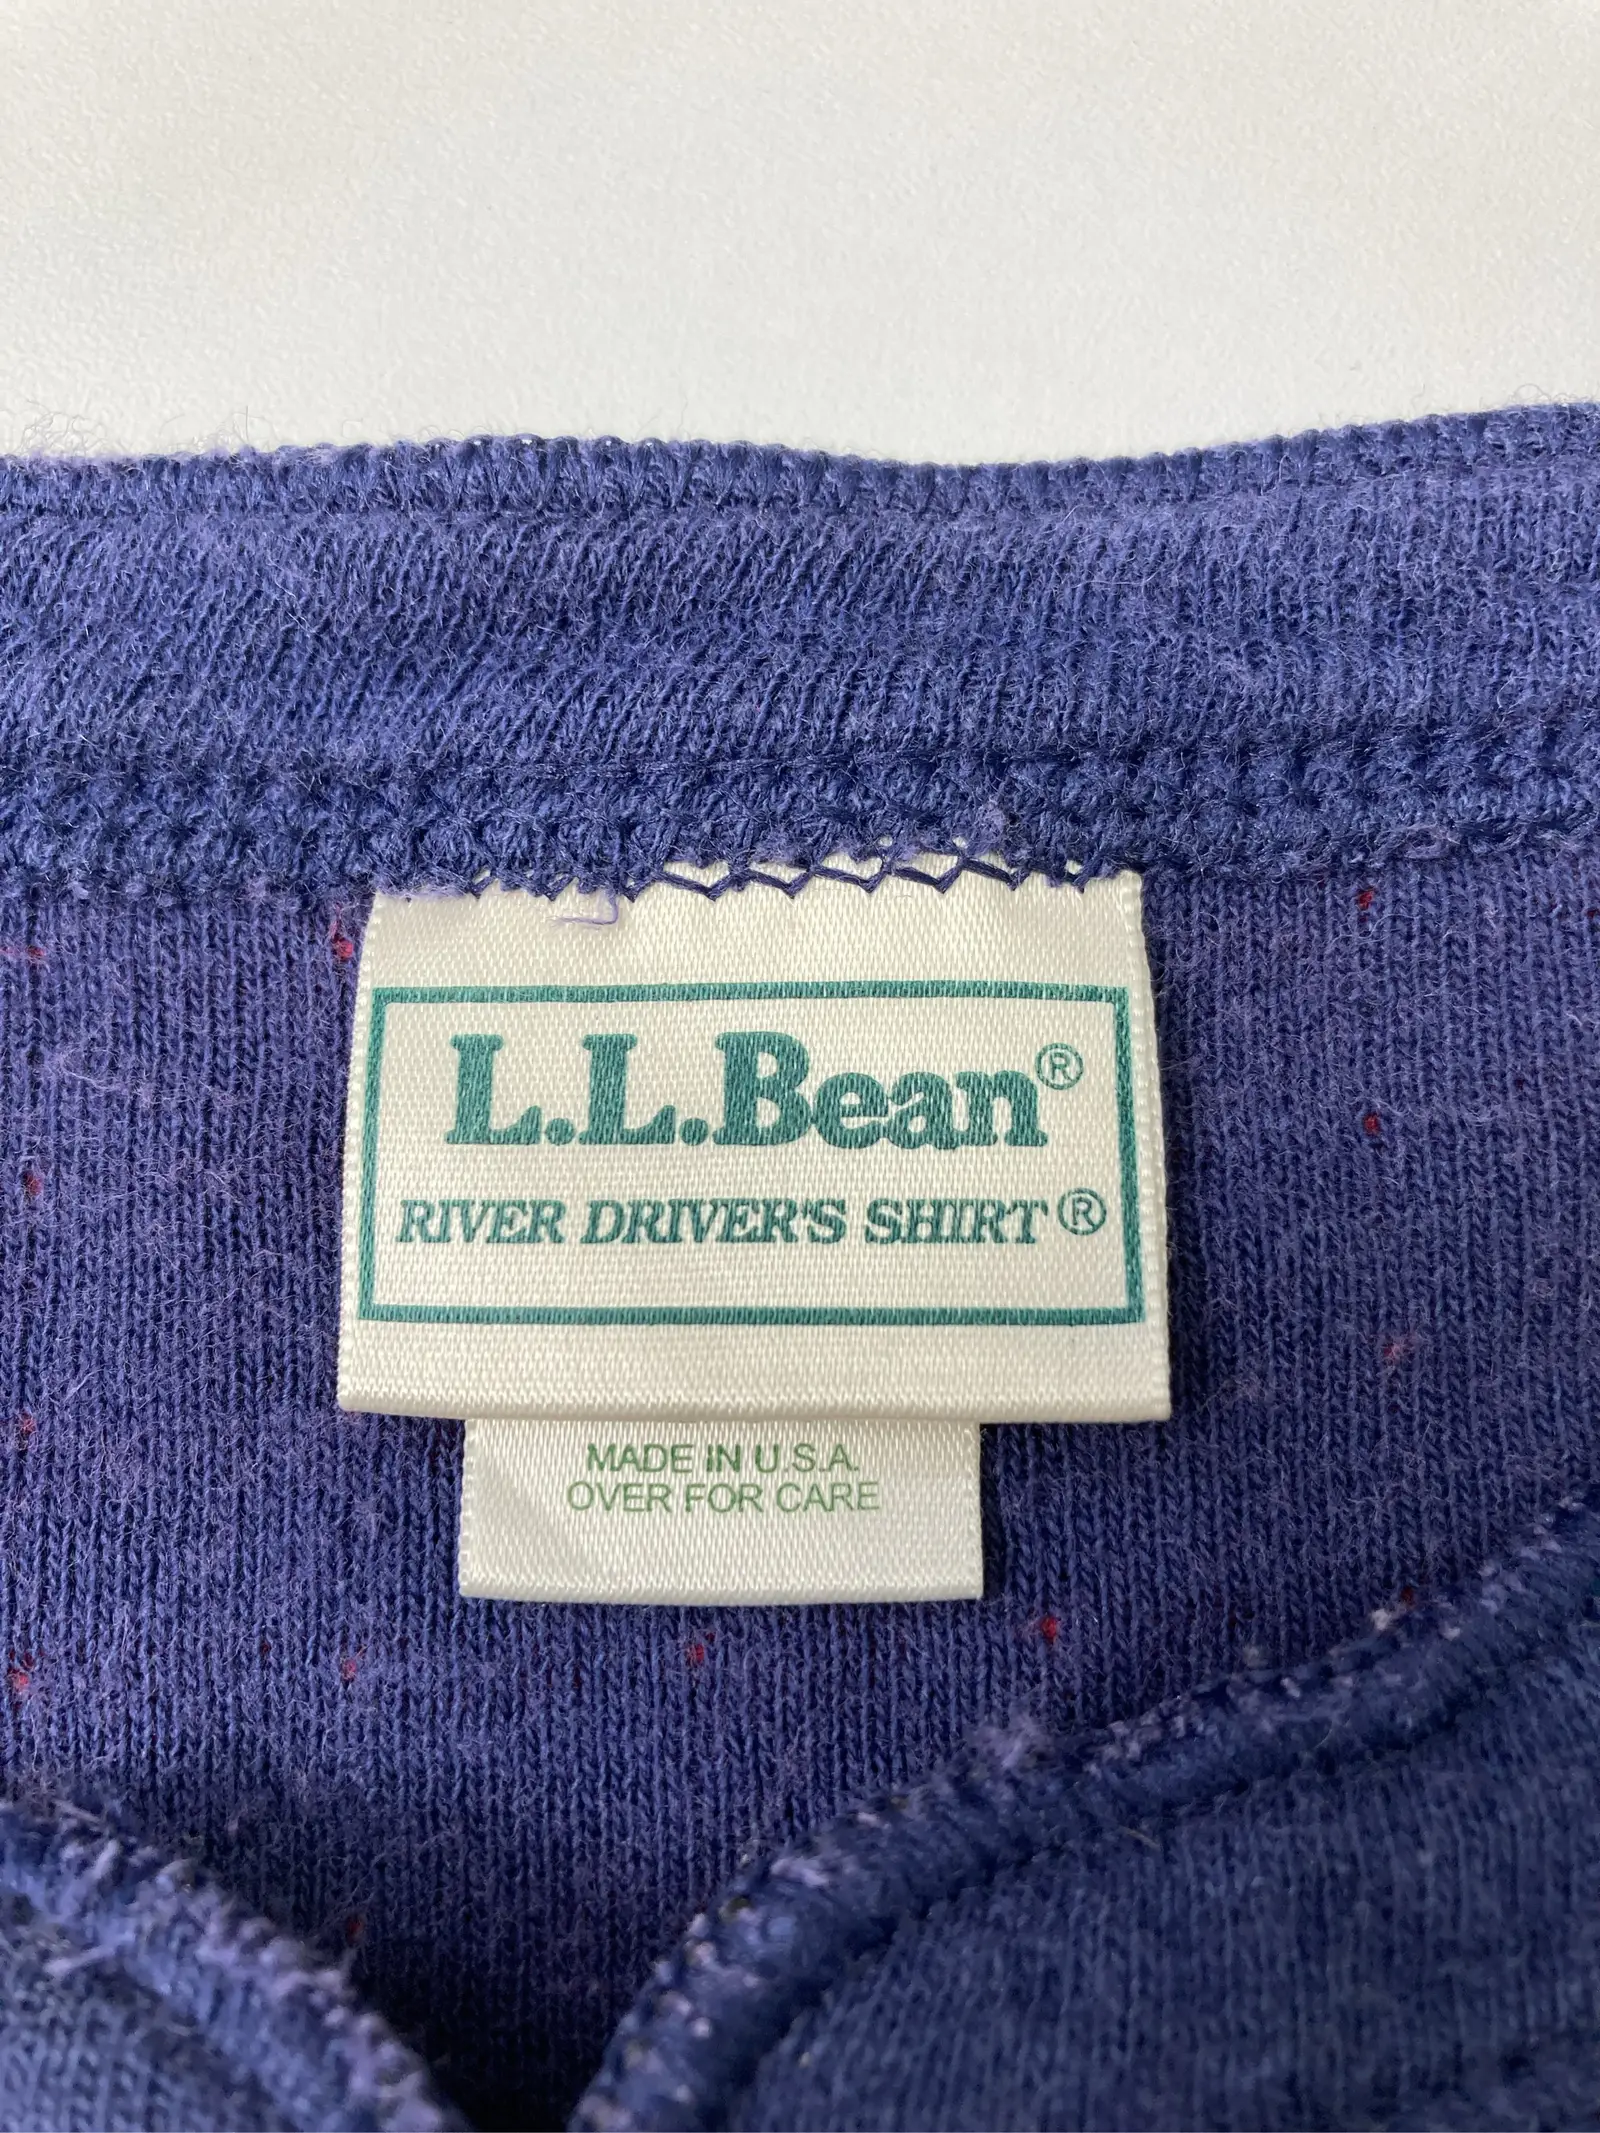 L.L.Bean®
RIVER DRIVER'S SHIRT®
MADE IN U.S.A.
OVER FOR CARE